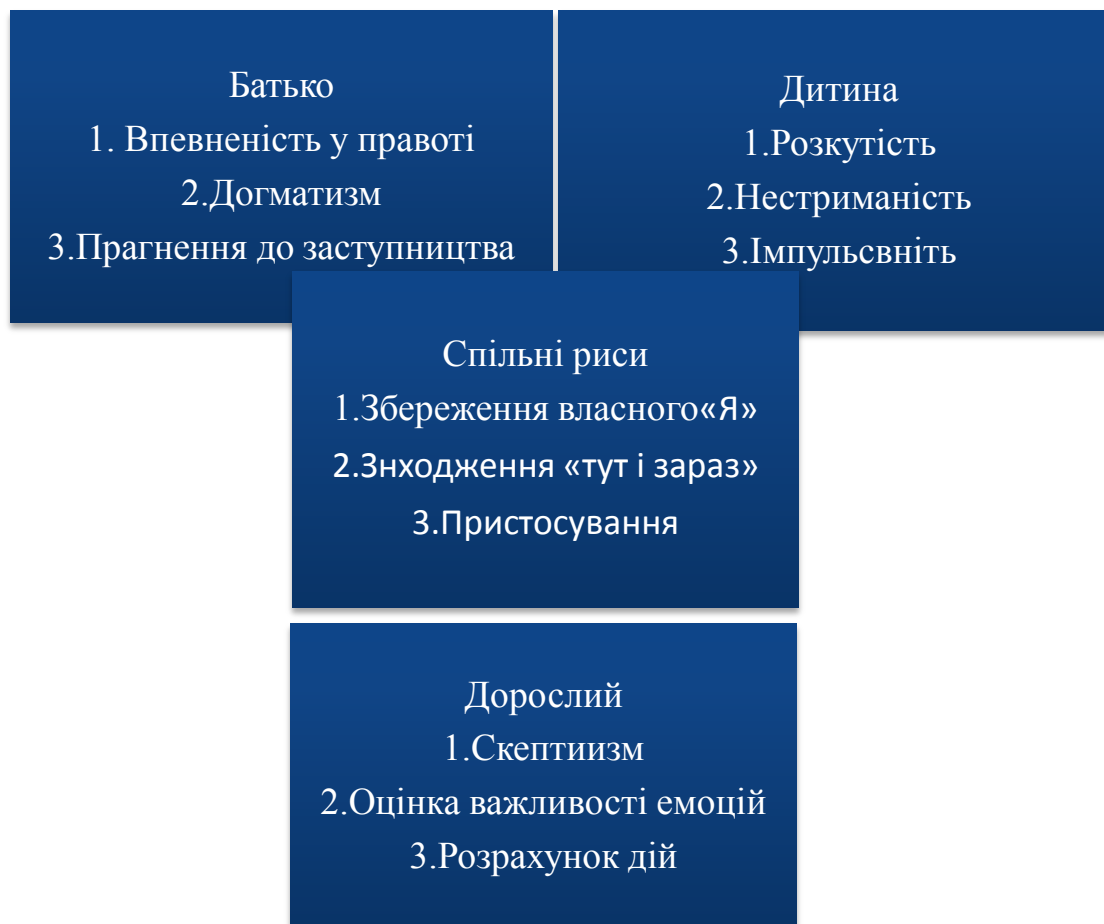 Батько
1. Впевненість у правоті
2.Догматизм
3.Прагнення до заступництва
Дитина
1.Розкутість
2.Нестриманість
3.Імпульсвніть
Спільні риси
1.Збереження власного«Я»
2.Знходження «тут і зараз»
3.Пристосування
Дорослий
1.Скептиизм
2.Оцінка важливості емоцій
3.Розрахунок дій